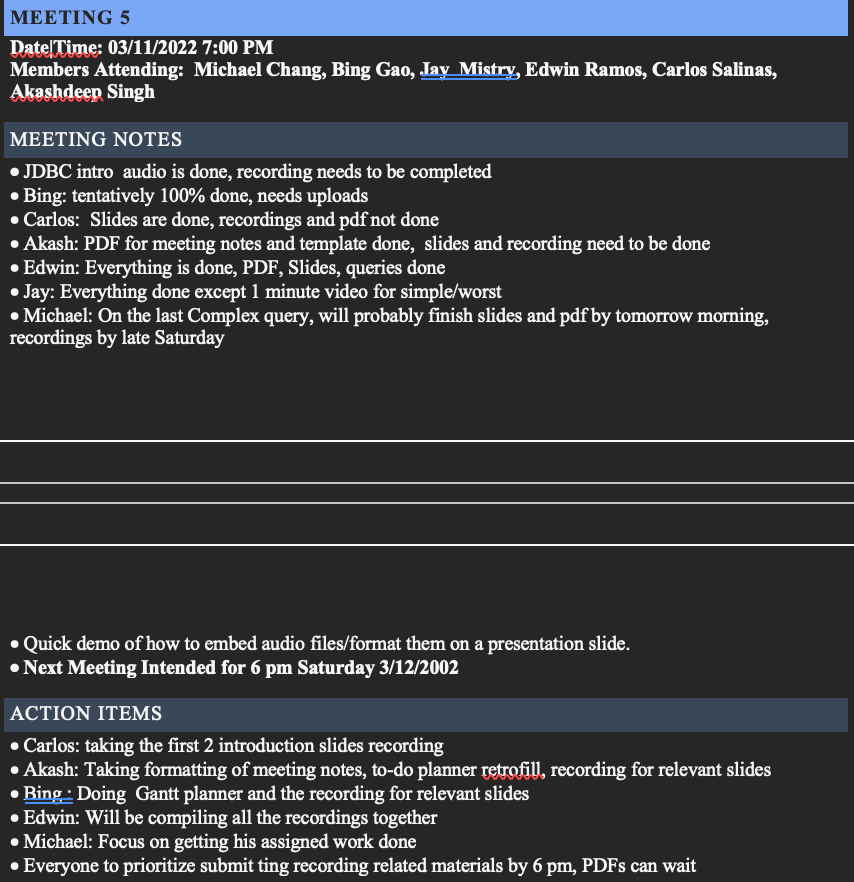 MEETING 5
Date|Time: 03/11/2022 7:00 PM
Members Attending:  Michael Chang, Bing Gao, Jay  Mistry, Edwin Ramos, Carlos Salinas,
Akashdeep Singh
MEETING NOTES
● JDBC intro  audio is done, recording needs to be completed
● Bing: tentatively 100% done, needs uploads
● Carlos:  Slides are done, recordings and pdf not done
● Akash: PDF for meeting notes and template done,  slides and recording need to be done
● Edwin: Everything is done, PDF, Slides, queries done
● Jay: Everything done except 1 minute video for simple/worst
● Michael: On the last Complex query, will probably finish slides and pdf by tomorrow morning,
recordings by late Saturday
● Quick demo of how to embed audio files/format them on a presentation slide.
● Next Meeting Intended for 6 pm Saturday 3/12/2002
ACTION ITEMS
● Carlos: taking the first 2 introduction slides recording
● Akash: Taking formatting of meeting notes, to-do planner retrofill, recording for relevant slides
● Bing : Doing  Gantt planner and the recording for relevant slides
● Edwin: Will be compiling all the recordings together
● Michael: Focus on getting his assigned work done
● Everyone to prioritize submit ting recording related materials by 6 pm, PDFs can wait